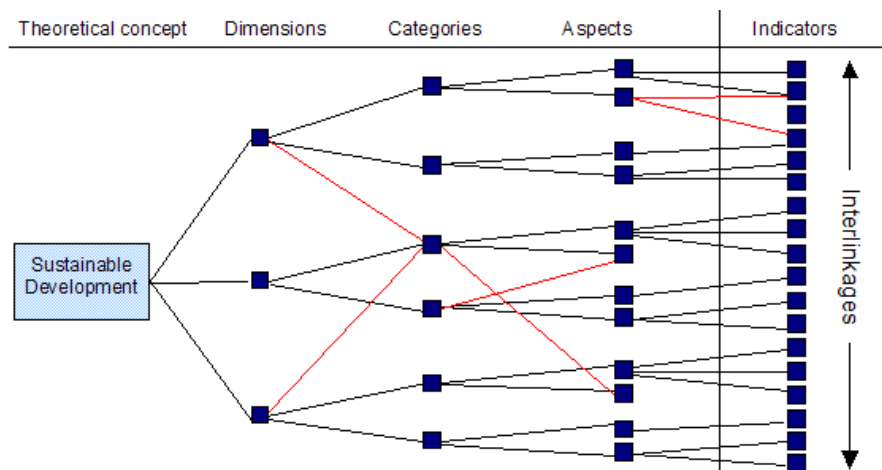 Theoretical concept Dimensions Categories Aspects Indicators
Sustainable
Development
Interlinkages